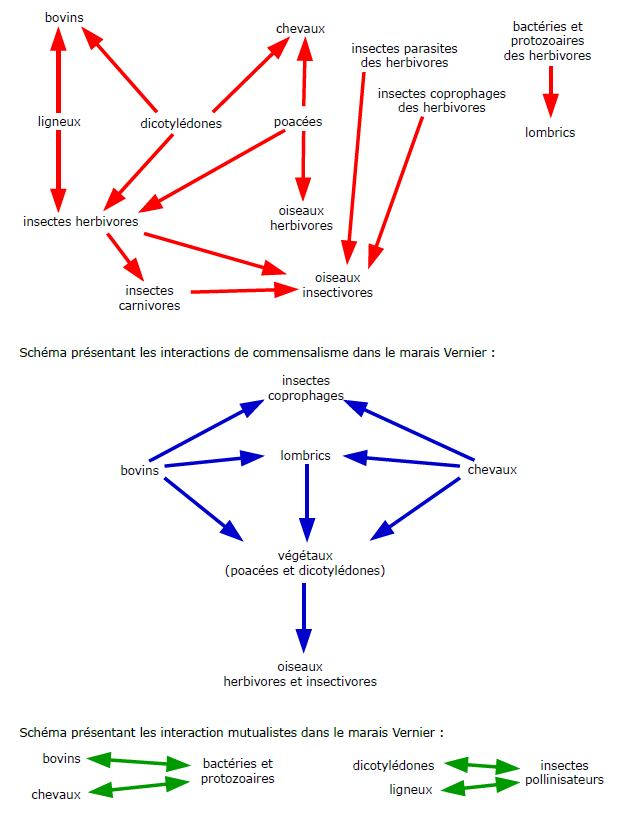 bovins
chevaux
bactéries et
protozoaires
des herbivores
insectes parasites
des herbivores
insectes coprophages
des herbivores
ligneux
dicotylédones
poacées
lombrics
insectes herbivores
oiseaux
herbivores
insectes
carnivores
oiseaux
insectivores
Schéma présentant les interactions de commensalisme dans le marais Vernier :
insectes
coprophages
bovins
lombrics
chevaux
végétaux
(poacées et dicotylédones)
oiseaux
herbivores et insectivores
Schéma présentant les interaction mutualistes dans le marais Vernier :
bovins
chevaux
bactéries et
protozoaires
dicotylédones
ligneux
insectes
pollinisateurs